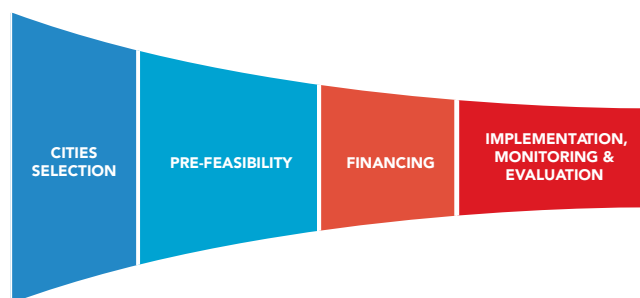 CITIES
SELECTION
PRE-FEASIBILITY
FINANCING
IMPLEMENTATION,
MONITORING &
EVALUATION